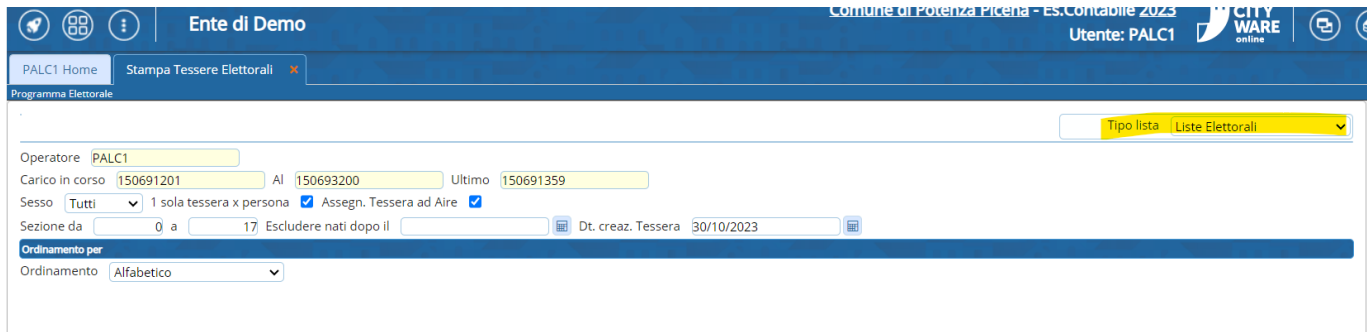 Ente di Demo
Comune di Potenza Picena - Es.Contabile 2023
Utente: PALC1
CITY
WARE
online
PALC1 Home
Stampa Tessere Elettorali ×
Programma Elettorale
Tipo lista Liste Elettorali
Operatore PALC1
Carico in corso 150691201 Al 150693200 Ultimo 150691359
Sesso Tutti 1 sola tessera x persona Assegn. Tessera ad Aire
Sezione da 0 a 17 Escludere nati dopo il Dt. creaz. Tessera 30/10/2023
Ordinamento per
Ordinamento Alfabetico